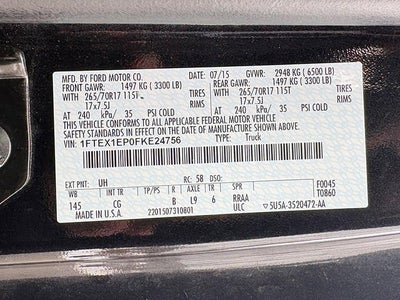 MFD. BY FORD MOTOR CO.
07/15 GVWR: 2948 KG ( 6500 LB)
FRONT GAWR: 1497 KG ( 3300 LB)
REAR GAWR: 1497 KG ( 3300 LB)
WITH 265/70R17 115T TIRES
WITH 265/70R17 115T TIRES
17x7.5J RIMS
17x7.5J RIMS
AT 240 kPa/ 35 PSI COLD
AT 240 kPa/ 35 PSI COLD
THIS VEHICLE CONFORMS TO ALL APPLICABLE FEDERAL MOTOR VEHICLE
SAFETY STANDARDS IN EFFECT ON THE DATE OF MANUFACTURE SHOWN ABOVE.
VIN: 1FTEX1EP0FKE24756
TYPE: Truck
EXT PNT: UH RC: 58 DSO: F0045
WB INT TR TP/PS R AXLE TR SPR T0860
145 CG B L9 6 RRAA
MADE IN U.S.A. 2201507310801 ULC 5U5A-3520472-AA